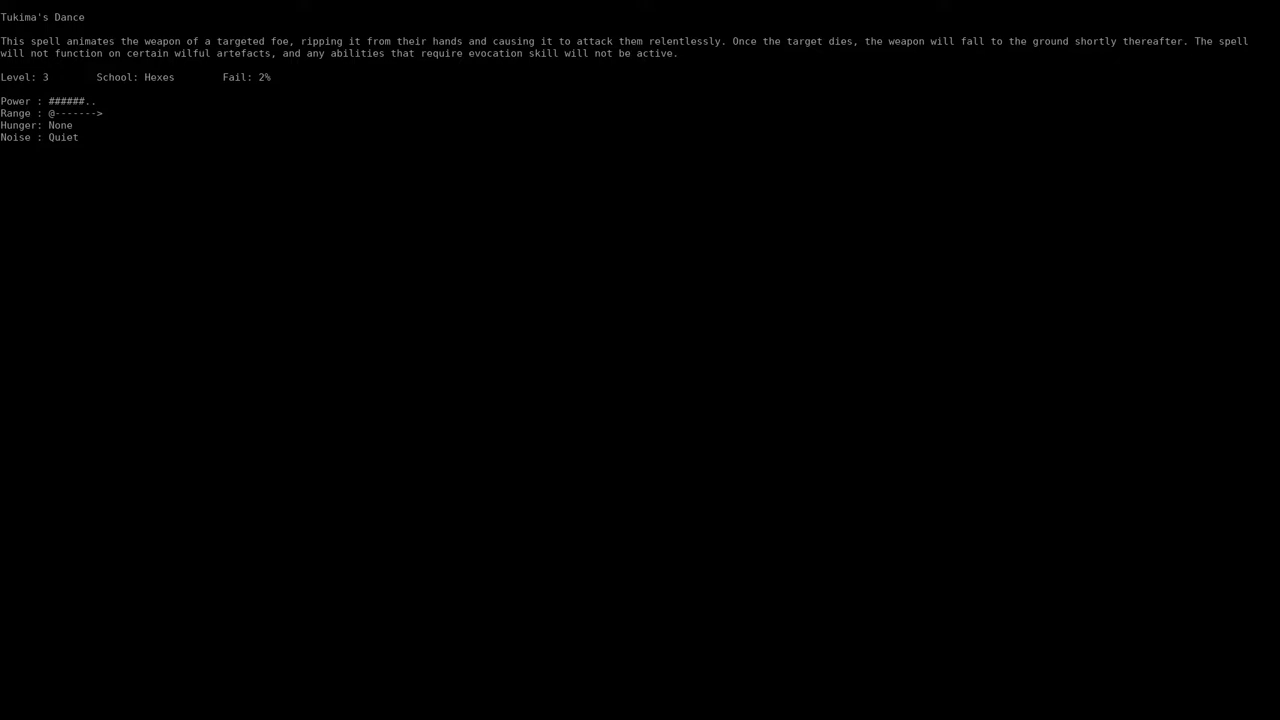 Tukima's Dance
This spell animates the weapon of a targeted foe, ripping it from their hands and causing it to attack them relentlessly. Once the target dies, the weapon will fall to the ground shortly thereafter. The spell
will not function on certain wilful artefacts, and any abilities that require evocation skill will not be active.
Level: 3        School: Hexes        Fail: 2%
Power : ######..
Range : @------->
Hunger: None
Noise : Quiet